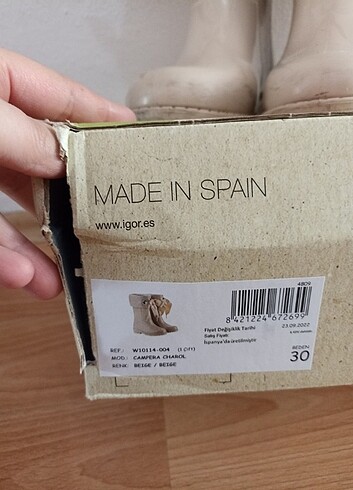 MADE IN SPAIN
www.igor.es
4809
8 421224 672699
Fiyat Değişiklik Tarihi 23.09.2022
Satış Fiyatı
İspanya'da üretilmiştir
REF: W10114-004
MOD: CAMPERA CHAROL
RENK: BEIGE / BEIGE
BEDEN:
30